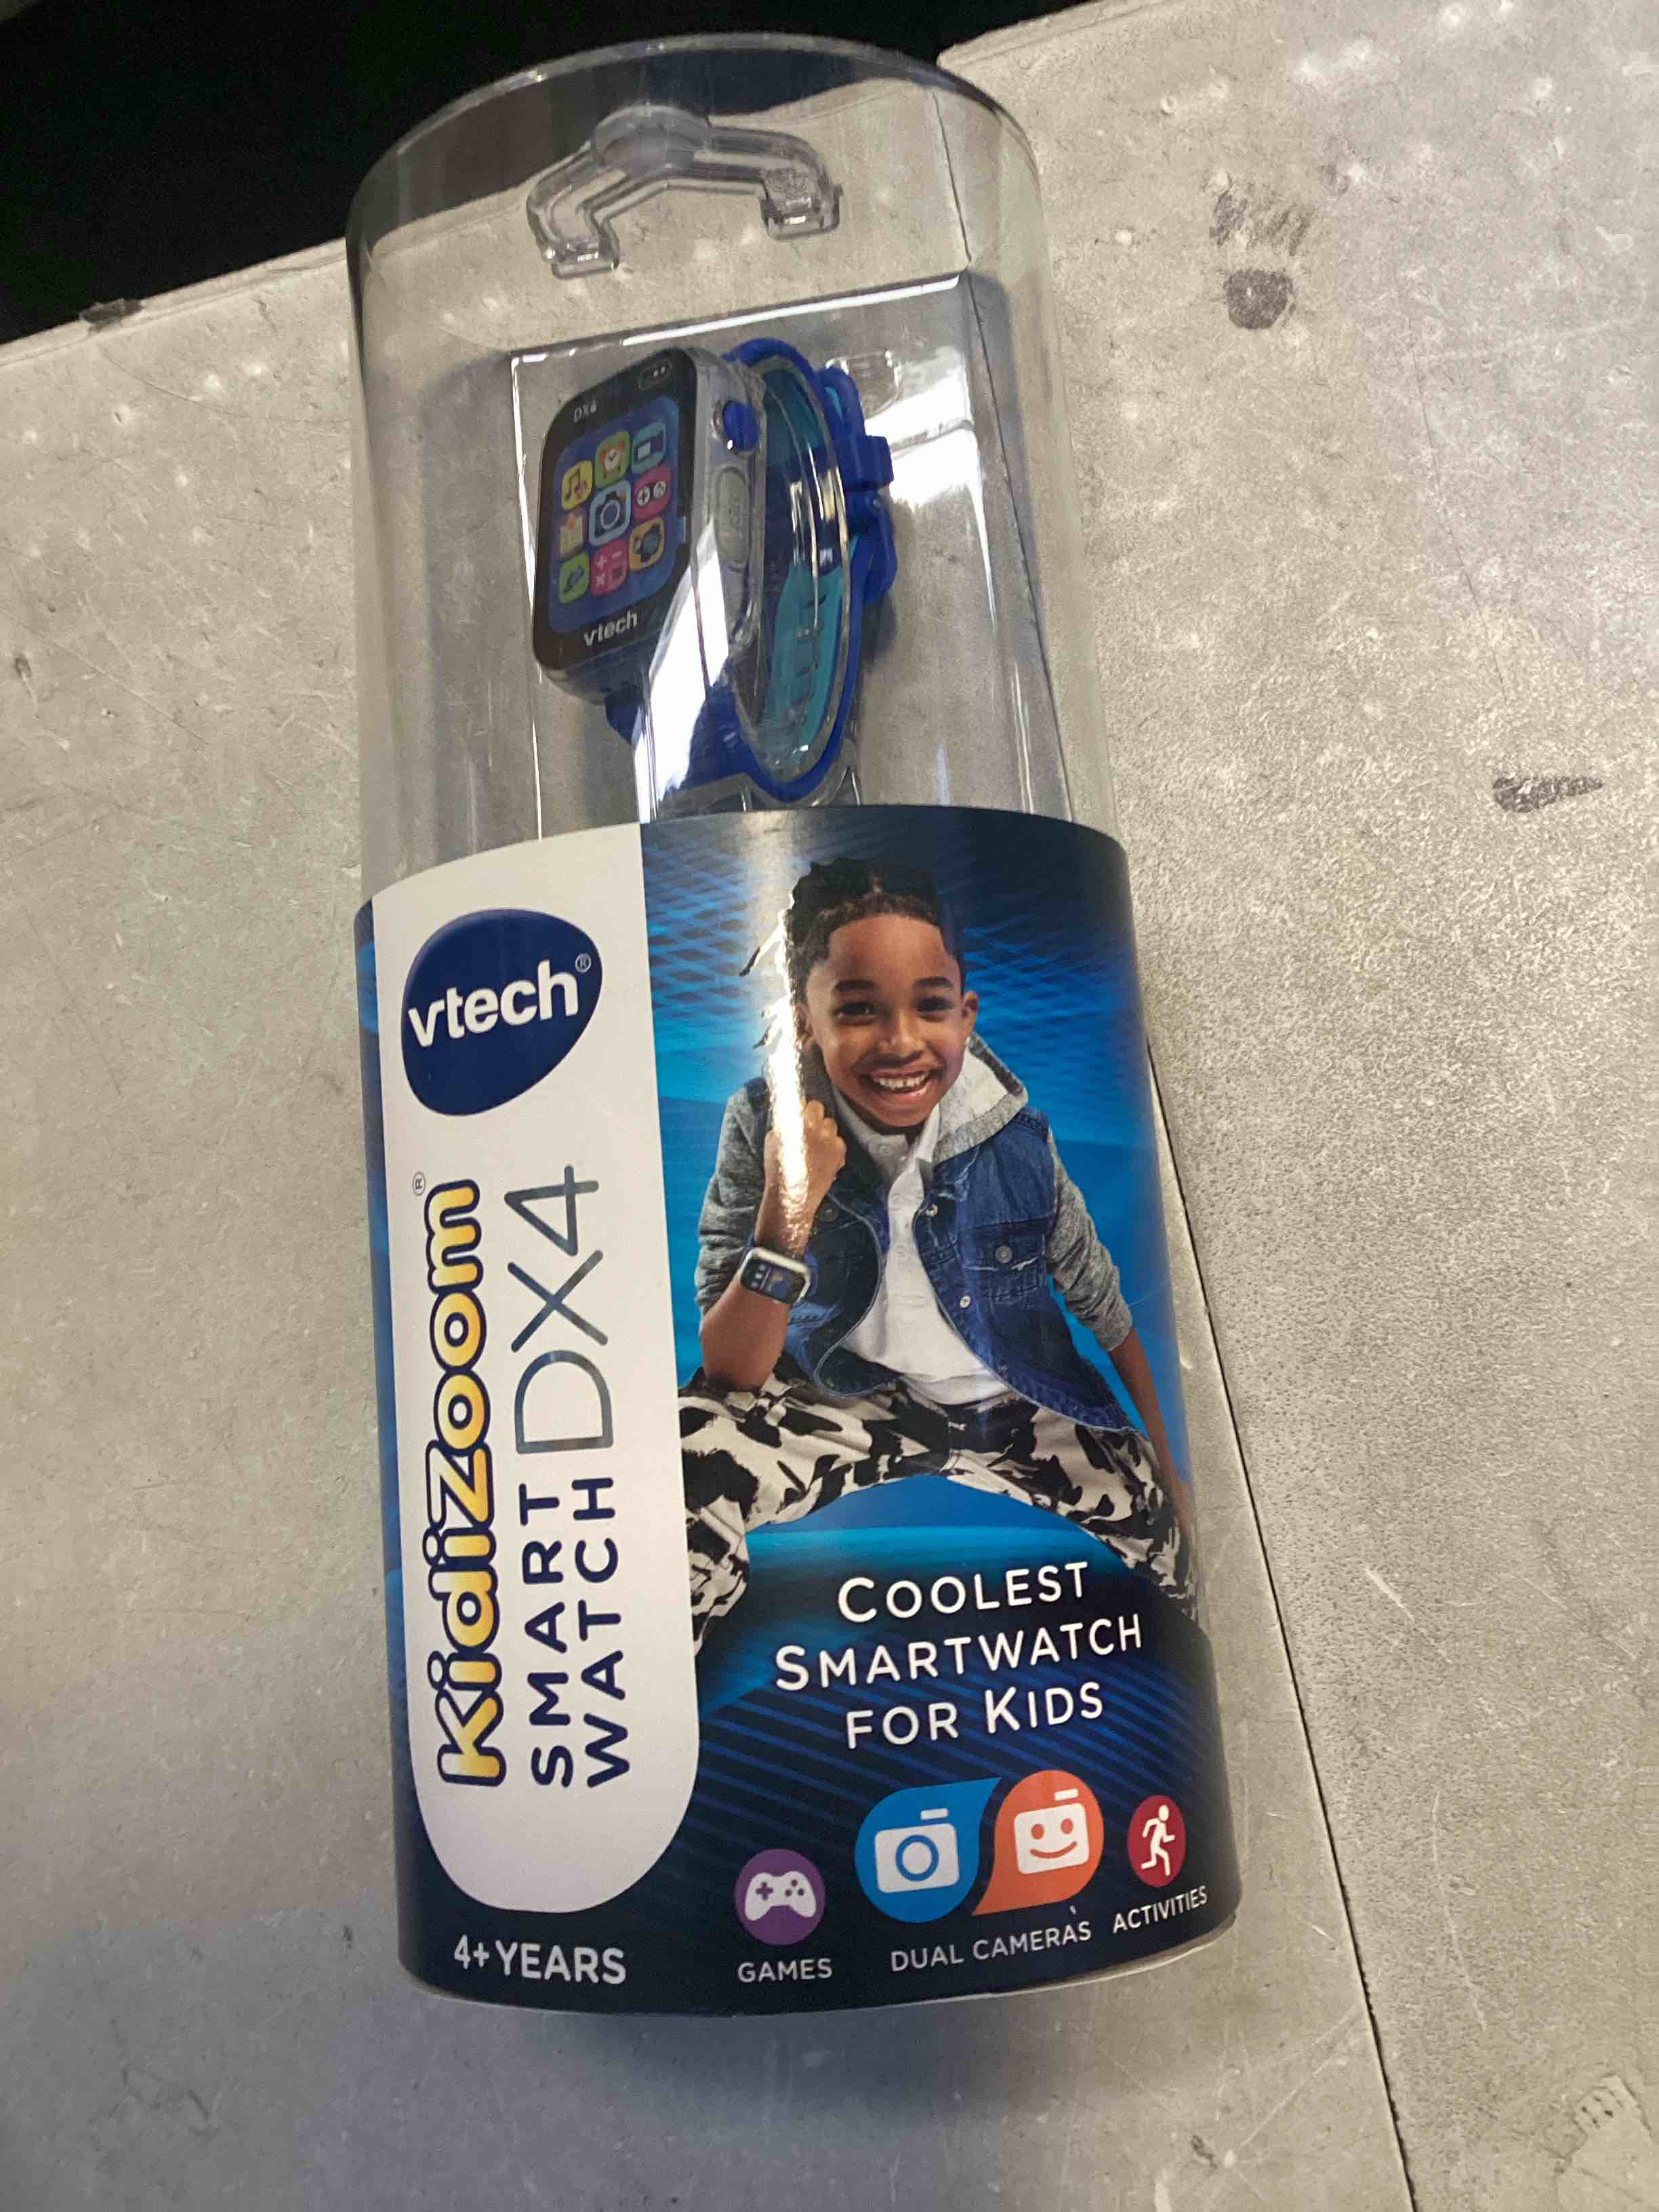 DX4
vtech
vtech®
KidiZoom®
SMART
WATCH DX4
COOLEST
SMARTWATCH
FOR KIDS
4+ YEARS
GAMES
DUAL CAMERAS
ACTIVITIES